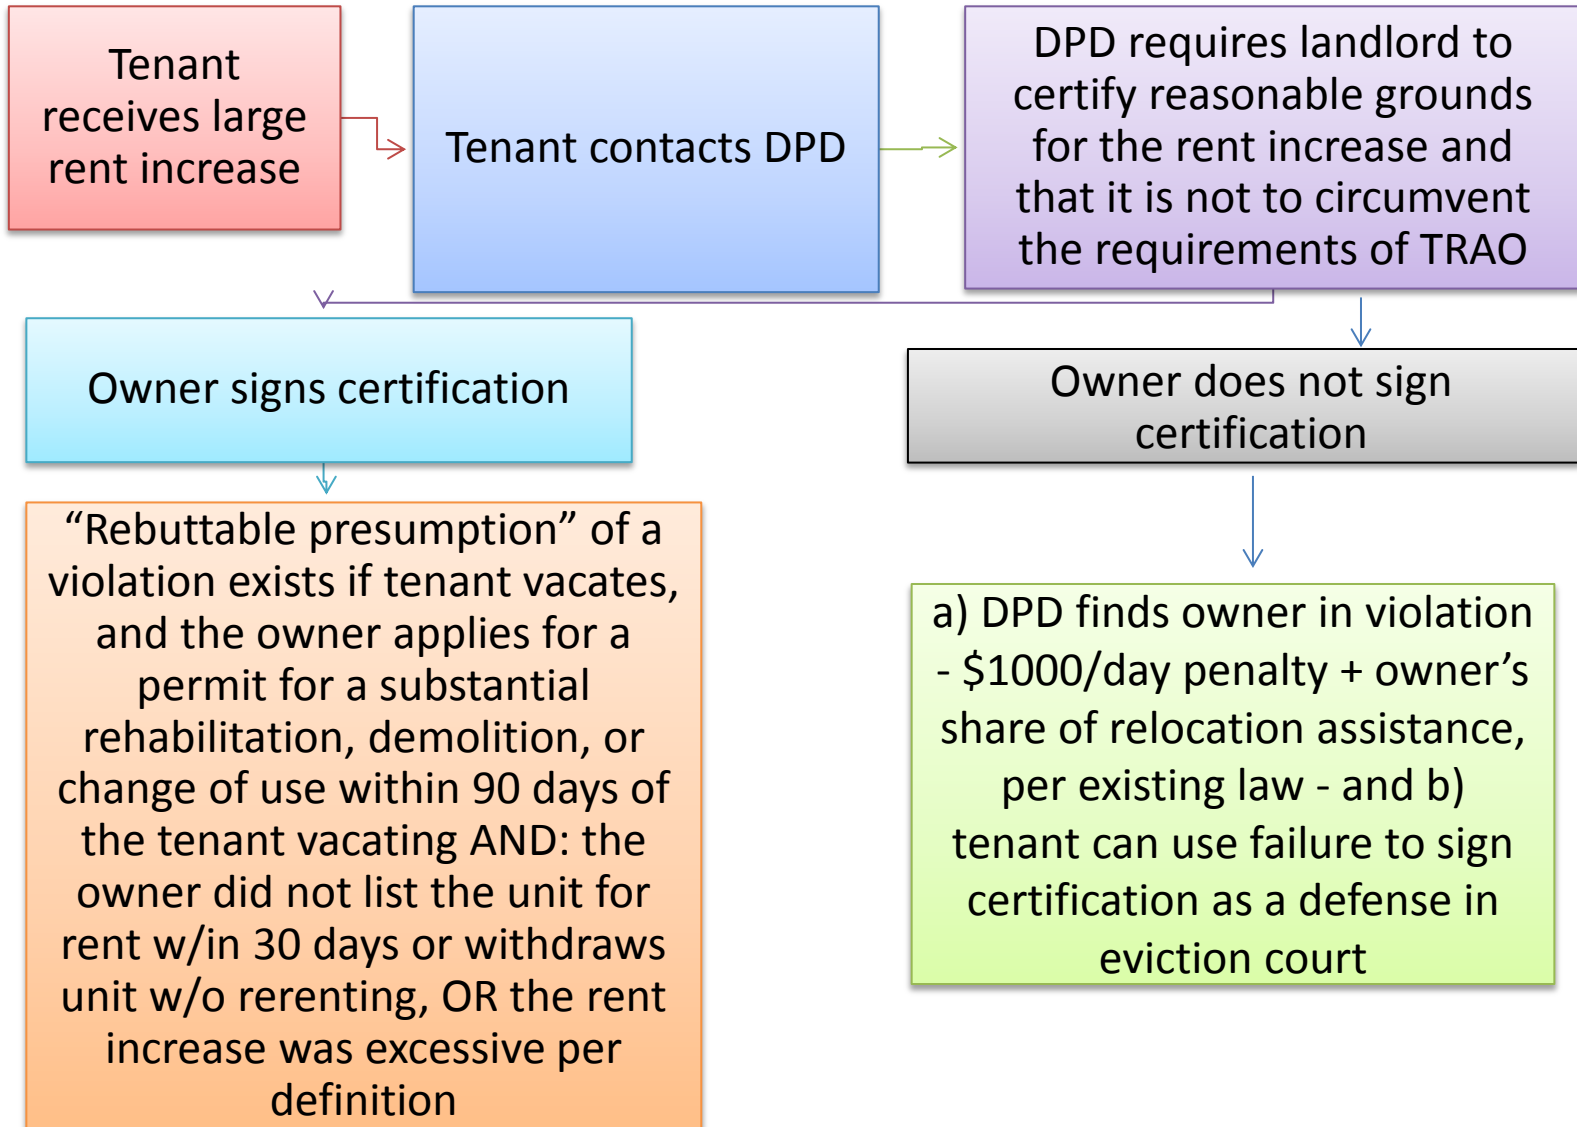 Tenant
receives large
rent increase
Tenant contacts DPD
DPD requires landlord to
certify reasonable grounds
for the rent increase and
that it is not to circumvent
the requirements of TRAO
Owner signs certification
Owner does not sign
certification
“Rebuttable presumption” of a
violation exists if tenant vacates,
and the owner applies for a
permit for a substantial
rehabilitation, demolition, or
change of use within 90 days of
the tenant vacating AND: the
owner did not list the unit for
rent w/in 30 days or withdraws
unit w/o rerenting, OR the rent
increase was excessive per
definition
a) DPD finds owner in violation
- $1000/day penalty + owner’s
share of relocation assistance,
per existing law - and b)
tenant can use failure to sign
certification as a defense in
eviction court